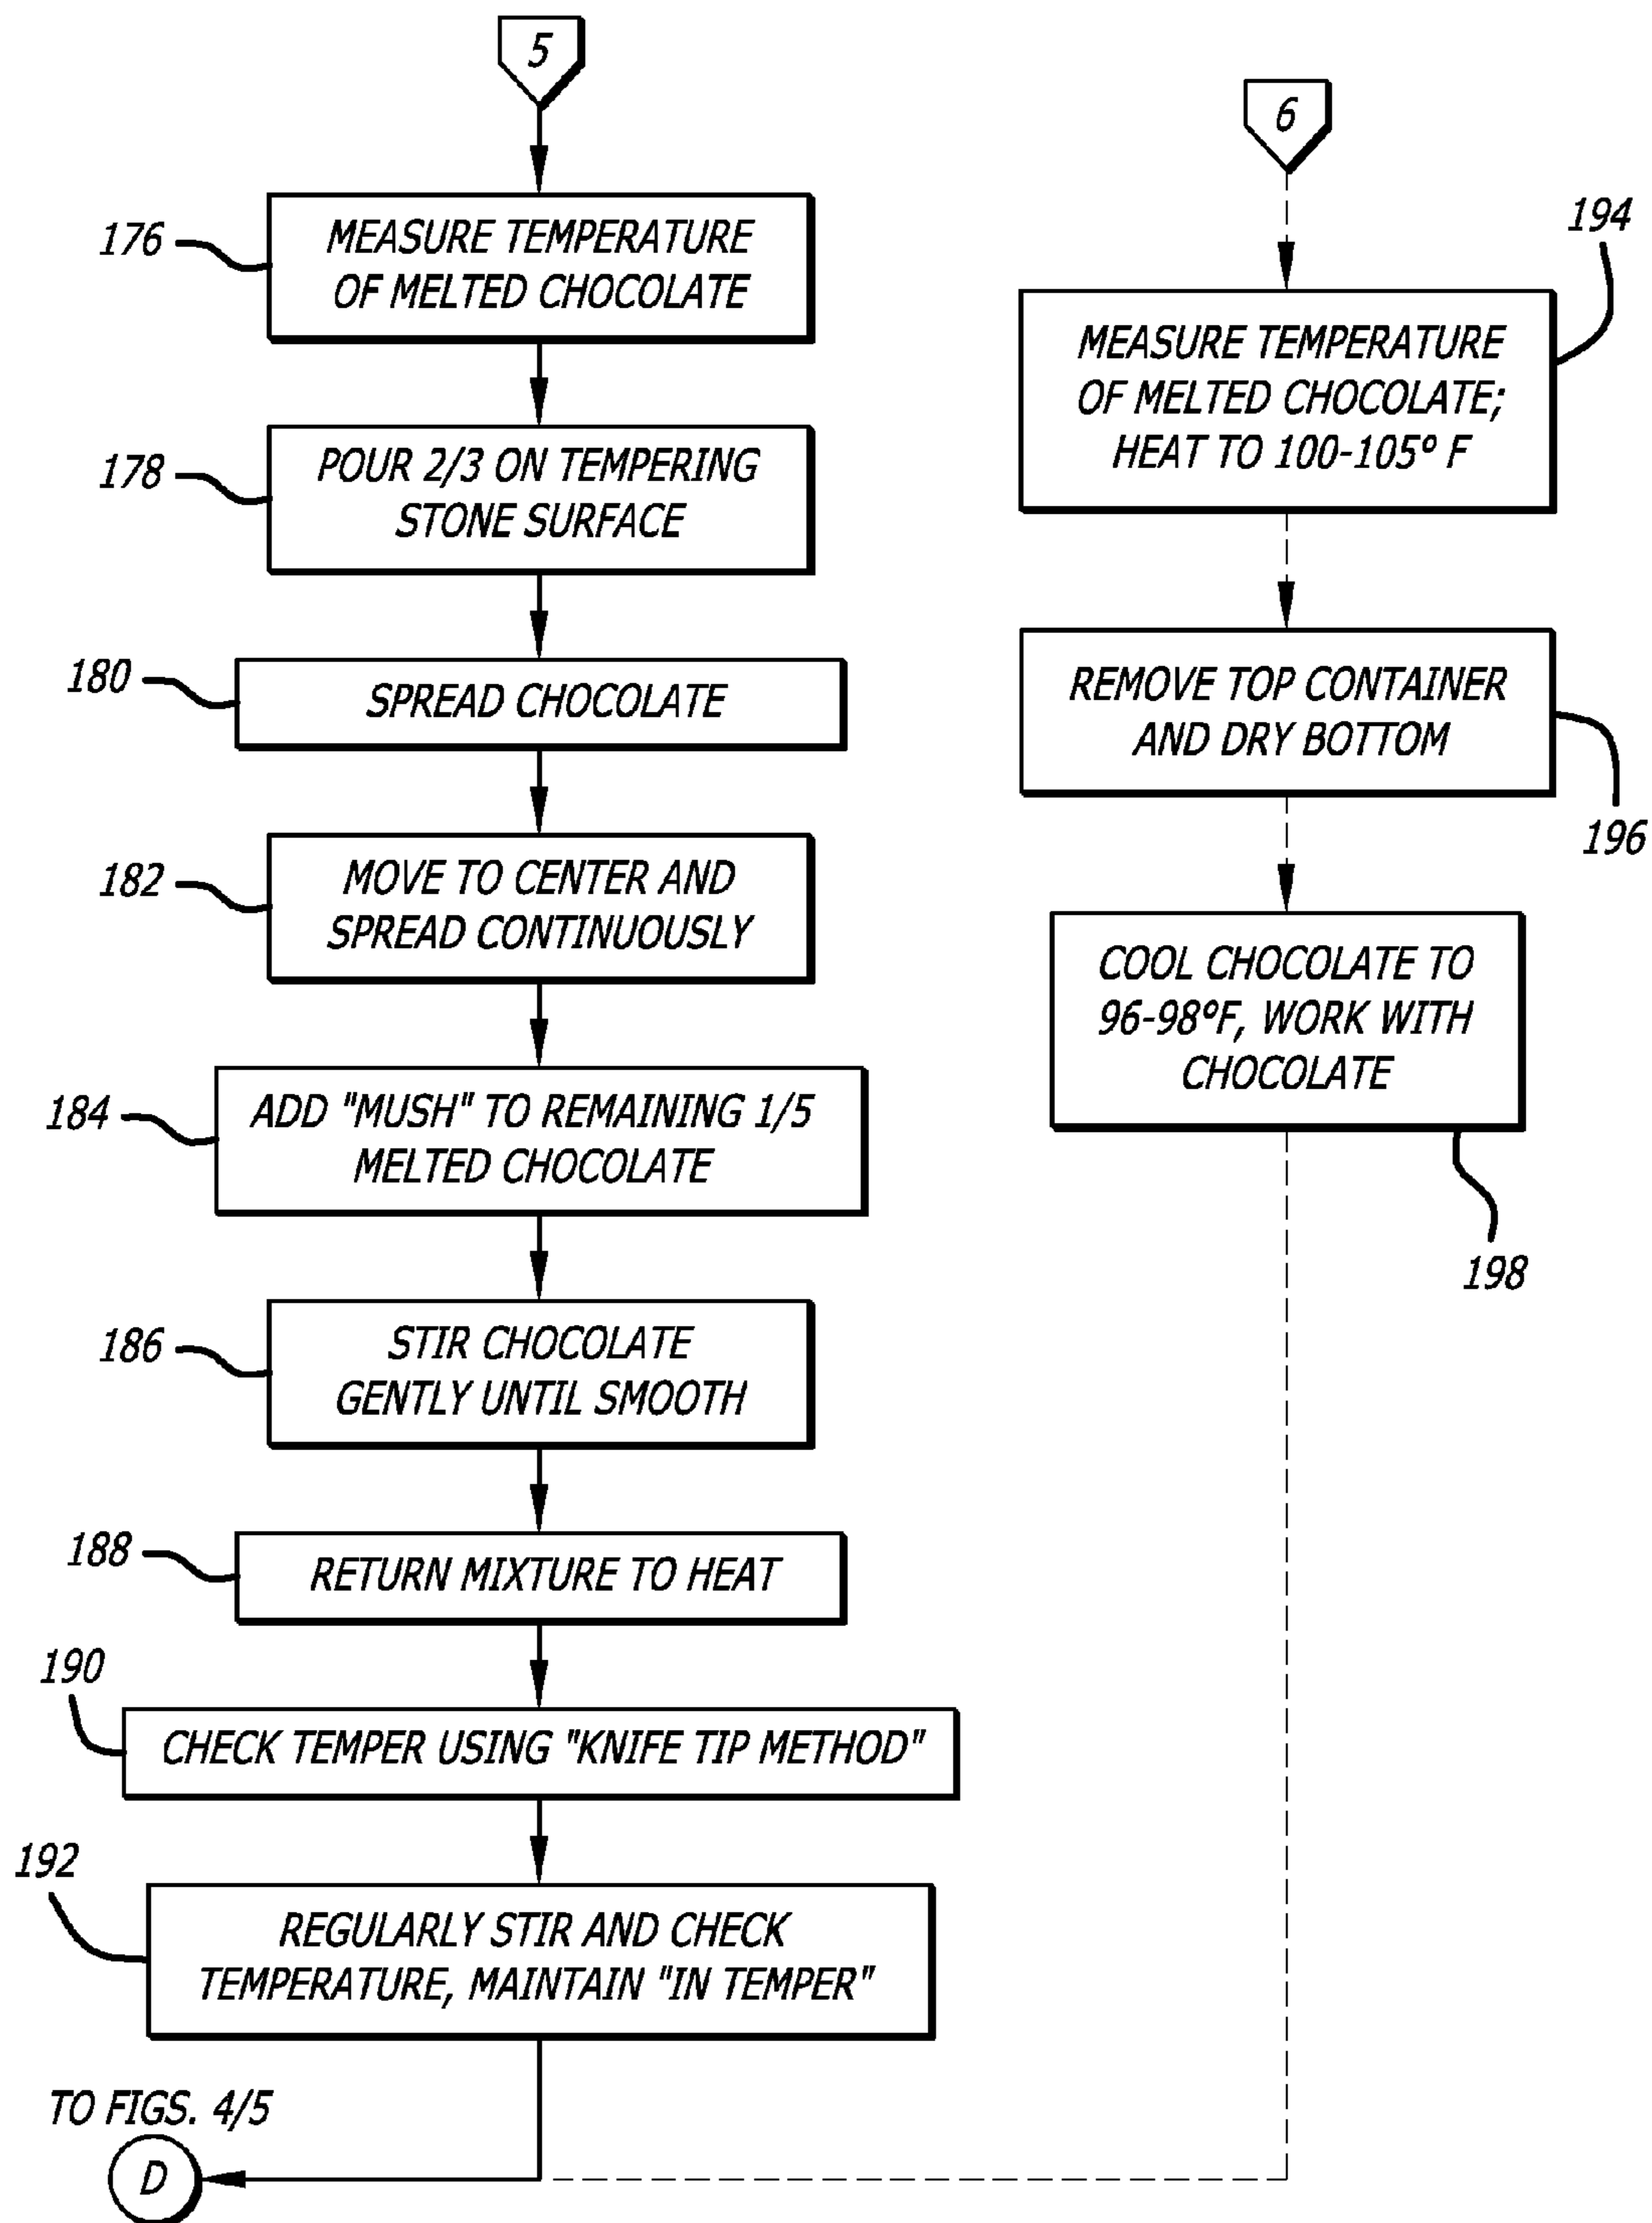 5
176
MEASURE TEMPERATURE
OF MELTED CHOCOLATE
178
POUR 2/3 ON TEMPERING
STONE SURFACE
180
SPREAD CHOCOLATE
182
MOVE TO CENTER AND
SPREAD CONTINUOUSLY
184
ADD "MUSH" TO REMAINING 1/5
MELTED CHOCOLATE
186
STIR CHOCOLATE
GENTLY UNTIL SMOOTH
188
RETURN MIXTURE TO HEAT
190
CHECK TEMPER USING "KNIFE TIP METHOD"
192
REGULARLY STIR AND CHECK
TEMPERATURE, MAINTAIN "IN TEMPER"
TO FIGS. 4/5
D
6
194
MEASURE TEMPERATURE
OF MELTED CHOCOLATE;
HEAT TO 100-105º F
REMOVE TOP CONTAINER
AND DRY BOTTOM
196
COOL CHOCOLATE TO
96-98ºF, WORK WITH
CHOCOLATE
198